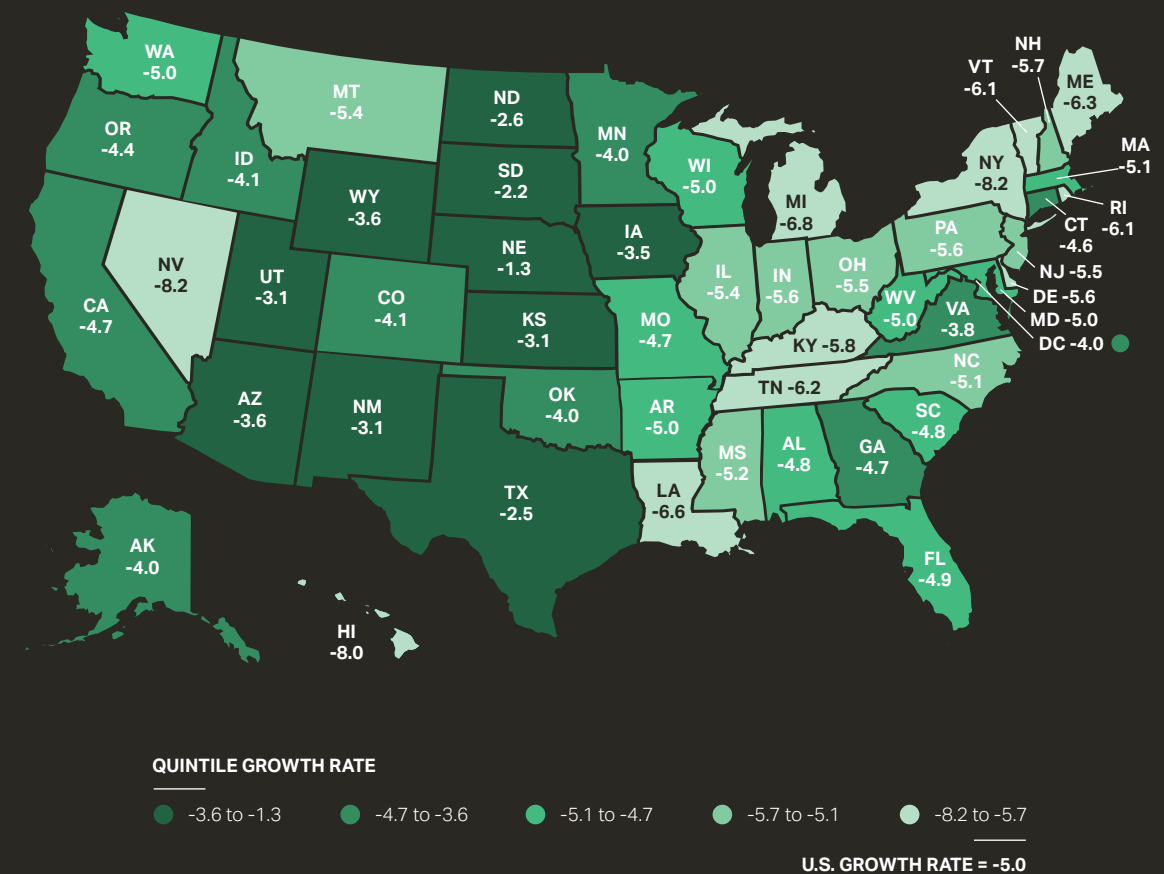 WA
-5.0
MT
-5.4
ND
-2.6
MN
-4.0
VT
-6.1
NH
-5.7
ME
-6.3
OR
-4.4
ID
-4.1
WY
-3.6
SD
-2.2
WI
-5.0
MI
-6.8
NY
-8.2
MA
-5.1
RI
-6.1
CT
-4.6
NV
-8.2
UT
-3.1
CO
-4.1
NE
-1.3
IA
-3.5
IL
-5.4
IN
-5.6
OH
-5.5
PA
-5.6
NJ -5.5
DE -5.6
MD -5.0
DC -4.0
CA
-4.7
KS
-3.1
MO
-4.7
KY -5.8
WV
-5.0
VA
-3.8
NC
-5.1
TN -6.2
AZ
-3.6
NM
-3.1
OK
-4.0
AR
-5.0
MS
-5.2
AL
-4.8
GA
-4.7
SC
-4.8
TX
-2.5
LA
-6.6
FL
-4.9
AK
-4.0
HI
-8.0
QUINTILE GROWTH RATE
-3.6 to -1.3
-4.7 to -3.6
-5.1 to -4.7
-5.7 to -5.1
-8.2 to -5.7
U.S. GROWTH RATE = -5.0